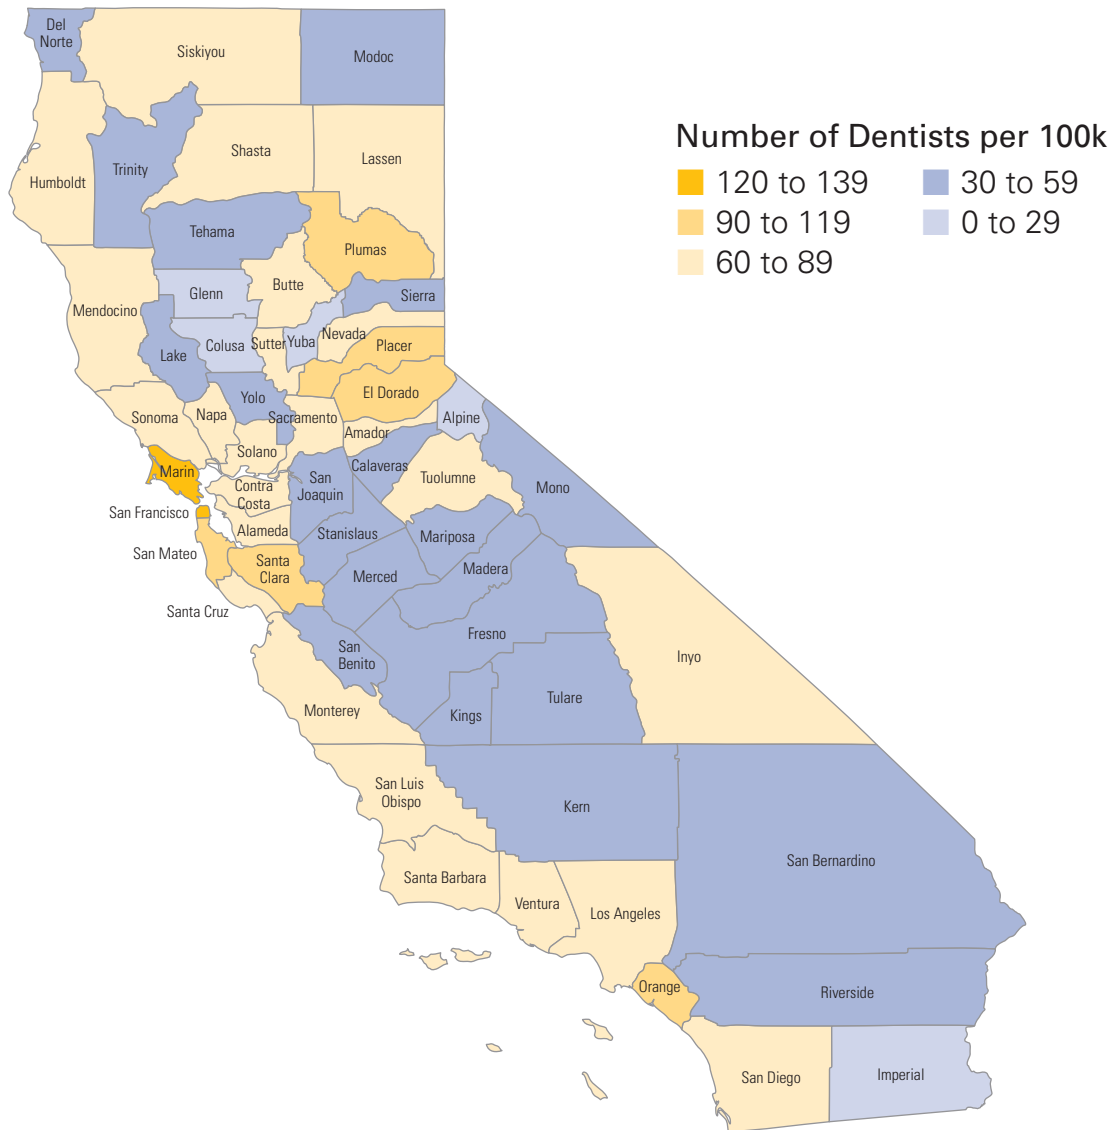 Del
Norte
Siskiyou
Modoc
Number of Dentists per 100k
120 to 139
30 to 59
90 to 119
0 to 29
60 to 89
Shasta
Lassen
Trinity
Humboldt
Tehama
Plumas
Butte
Glenn
Sierra
Mendocino
Nevada
Sutter
Yuba
Colusa
Placer
Lake
El Dorado
Yolo
Napa
Sonoma
Sacramento
Alpine
Amador
Solano
Calaveras
Marin
Tuolumne
San
Joaquin
Contra
Costa
Mono
San Francisco
Alameda
Stanislaus
Mariposa
San Mateo
Santa
Clara
Merced
Madera
Santa Cruz
Fresno
San
Benito
Inyo
Tulare
Monterey
Kings
San Luis
Obispo
Kern
San Bernardino
Santa Barbara
Ventura
Los Angeles
Orange
Riverside
San Diego
Imperial